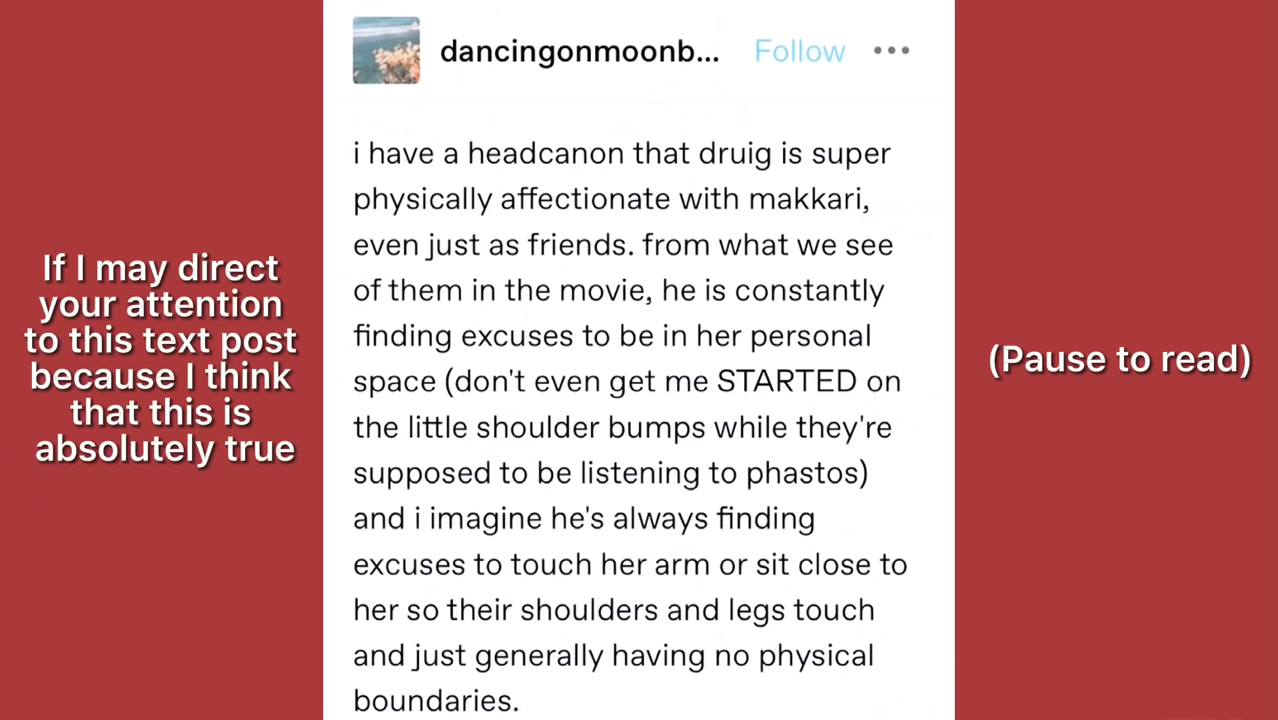 If I may direct
your attention
to this text post
because I think
that this is
absolutely true
dancingonmoonb...
Follow
i have a headcanon that druig is super
physically affectionate with makkari,
even just as friends. from what we see
of them in the movie, he is constantly
finding excuses to be in her personal
space (don't even get me STARTED on
the little shoulder bumps while they're
supposed to be listening to phastos)
and i imagine he's always finding
excuses to touch her arm or sit close to
her so their shoulders and legs touch
and just generally having no physical
boundaries.
(Pause to read)